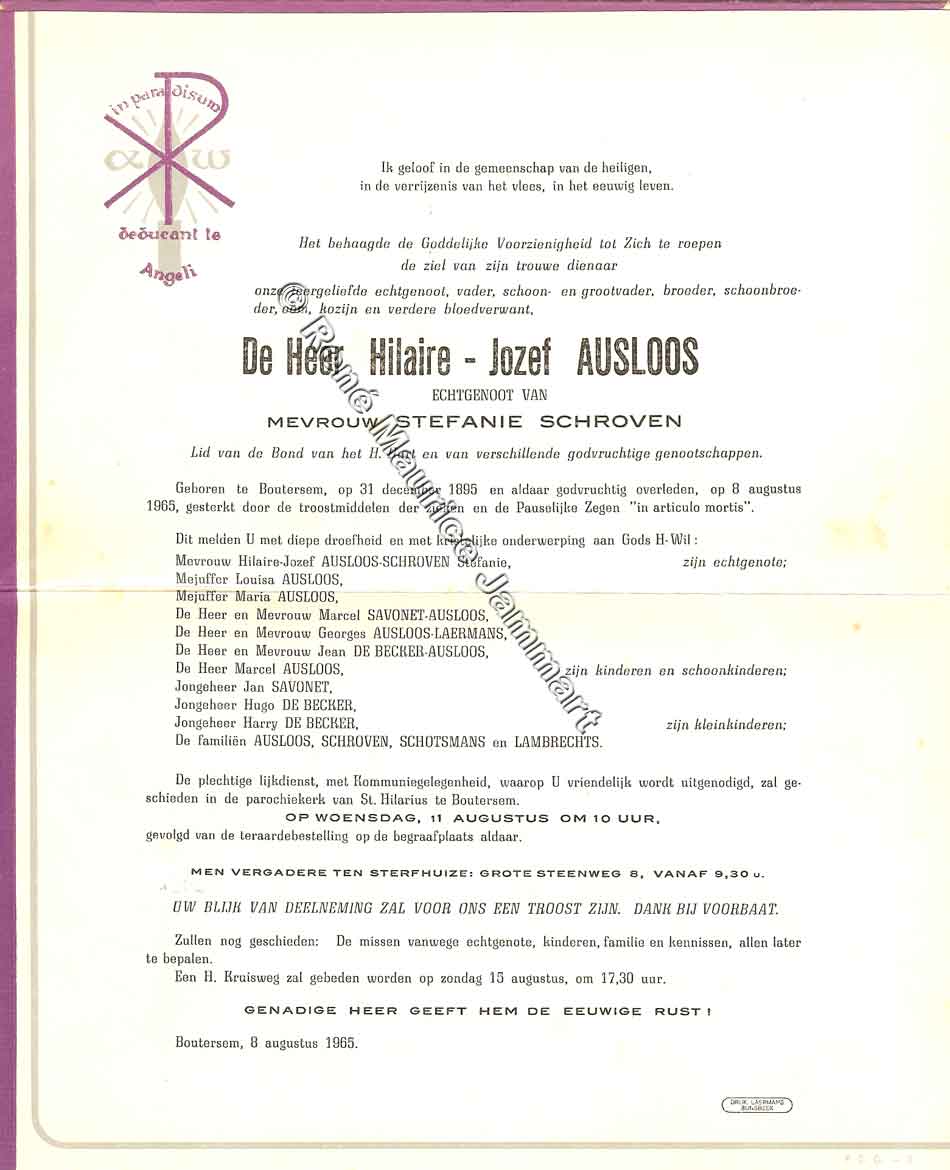 in paradisum
α ω
deducant te
Angeli
Ik geloof in de gemeenschap van de heiligen,
in de verrijzenis van het vlees, in het eeuwig leven.
Het behaagde de Goddelijke Voorzienigheid tot Zich te roepen
de ziel van zijn trouwe dienaar
onze teergeliefde echtgenoot, vader, schoon- en grootvader, broeder, schoonbroe-
der, oom, kozijn en verdere bloedverwant,
De Heer Hilaire - Jozef AUSLOOS
ECHTGENOOT VAN
MEVROUW STEFANIE SCHROVEN
Lid van de Bond van het H. Hart en van verschillende godvruchtige genootschappen.
Geboren te Boutersem, op 31 december 1895 en aldaar godvruchtig overleden, op 8 augustus
1965, gesterkt door de troostmiddelen der zieken en de Pauselijke Zegen "in articulo mortis".
Dit melden U met diepe droefheid en met kristelijke onderwerping aan Gods H-Wil :
Mevrouw Hilaire-Jozef AUSLOOS-SCHROVEN Stefanie, zijn echtgenote;
Mejuffer Louisa AUSLOOS,
Mejuffer Maria AUSLOOS,
De Heer en Mevrouw Marcel SAVONET-AUSLOOS,
De Heer en Mevrouw Georges AUSLOOS-LAERMANS,
De Heer en Mevrouw Jean DE BECKER-AUSLOOS,
De Heer Marcel AUSLOOS, zijn kinderen en schoonkinderen;
Jongeheer Jan SAVONET,
Jongeheer Hugo DE BECKER,
Jongeheer Harry DE BECKER, zijn kleinkinderen;
De familiën AUSLOOS, SCHROVEN, SCHOTSMANS en LAMBRECHTS.
© René Maurice Jammart
De plechtige lijkdienst, met Kommuniegelegenheid, waarop U vriendelijk wordt uitgenodigd, zal ge-
schieden in de parochiekerk van St. Hilarius te Boutersem.
OP WOENSDAG, 11 AUGUSTUS OM 10 UUR,
gevolgd van de teraardebestelling op de begraafplaats aldaar.
MEN VERGADERE TEN STERFHUIZE: GROTE STEENWEG 8, VANAF 9,30 u.
UW BLIJK VAN DEELNEMING ZAL VOOR ONS EEN TROOST ZIJN. DANK BIJ VOORBAAT.
Zullen nog geschieden: De missen vanwege echtgenote, kinderen, familie en kennissen, allen later
te bepalen.
Een H. Kruisweg zal gebeden worden op zondag 15 augustus, om 17,30 uur.
GENADIGE HEER GEEFT HEM DE EEUWIGE RUST !
Boutersem, 8 augustus 1965.
DRUK. LAERMANS
BUNSBEEK